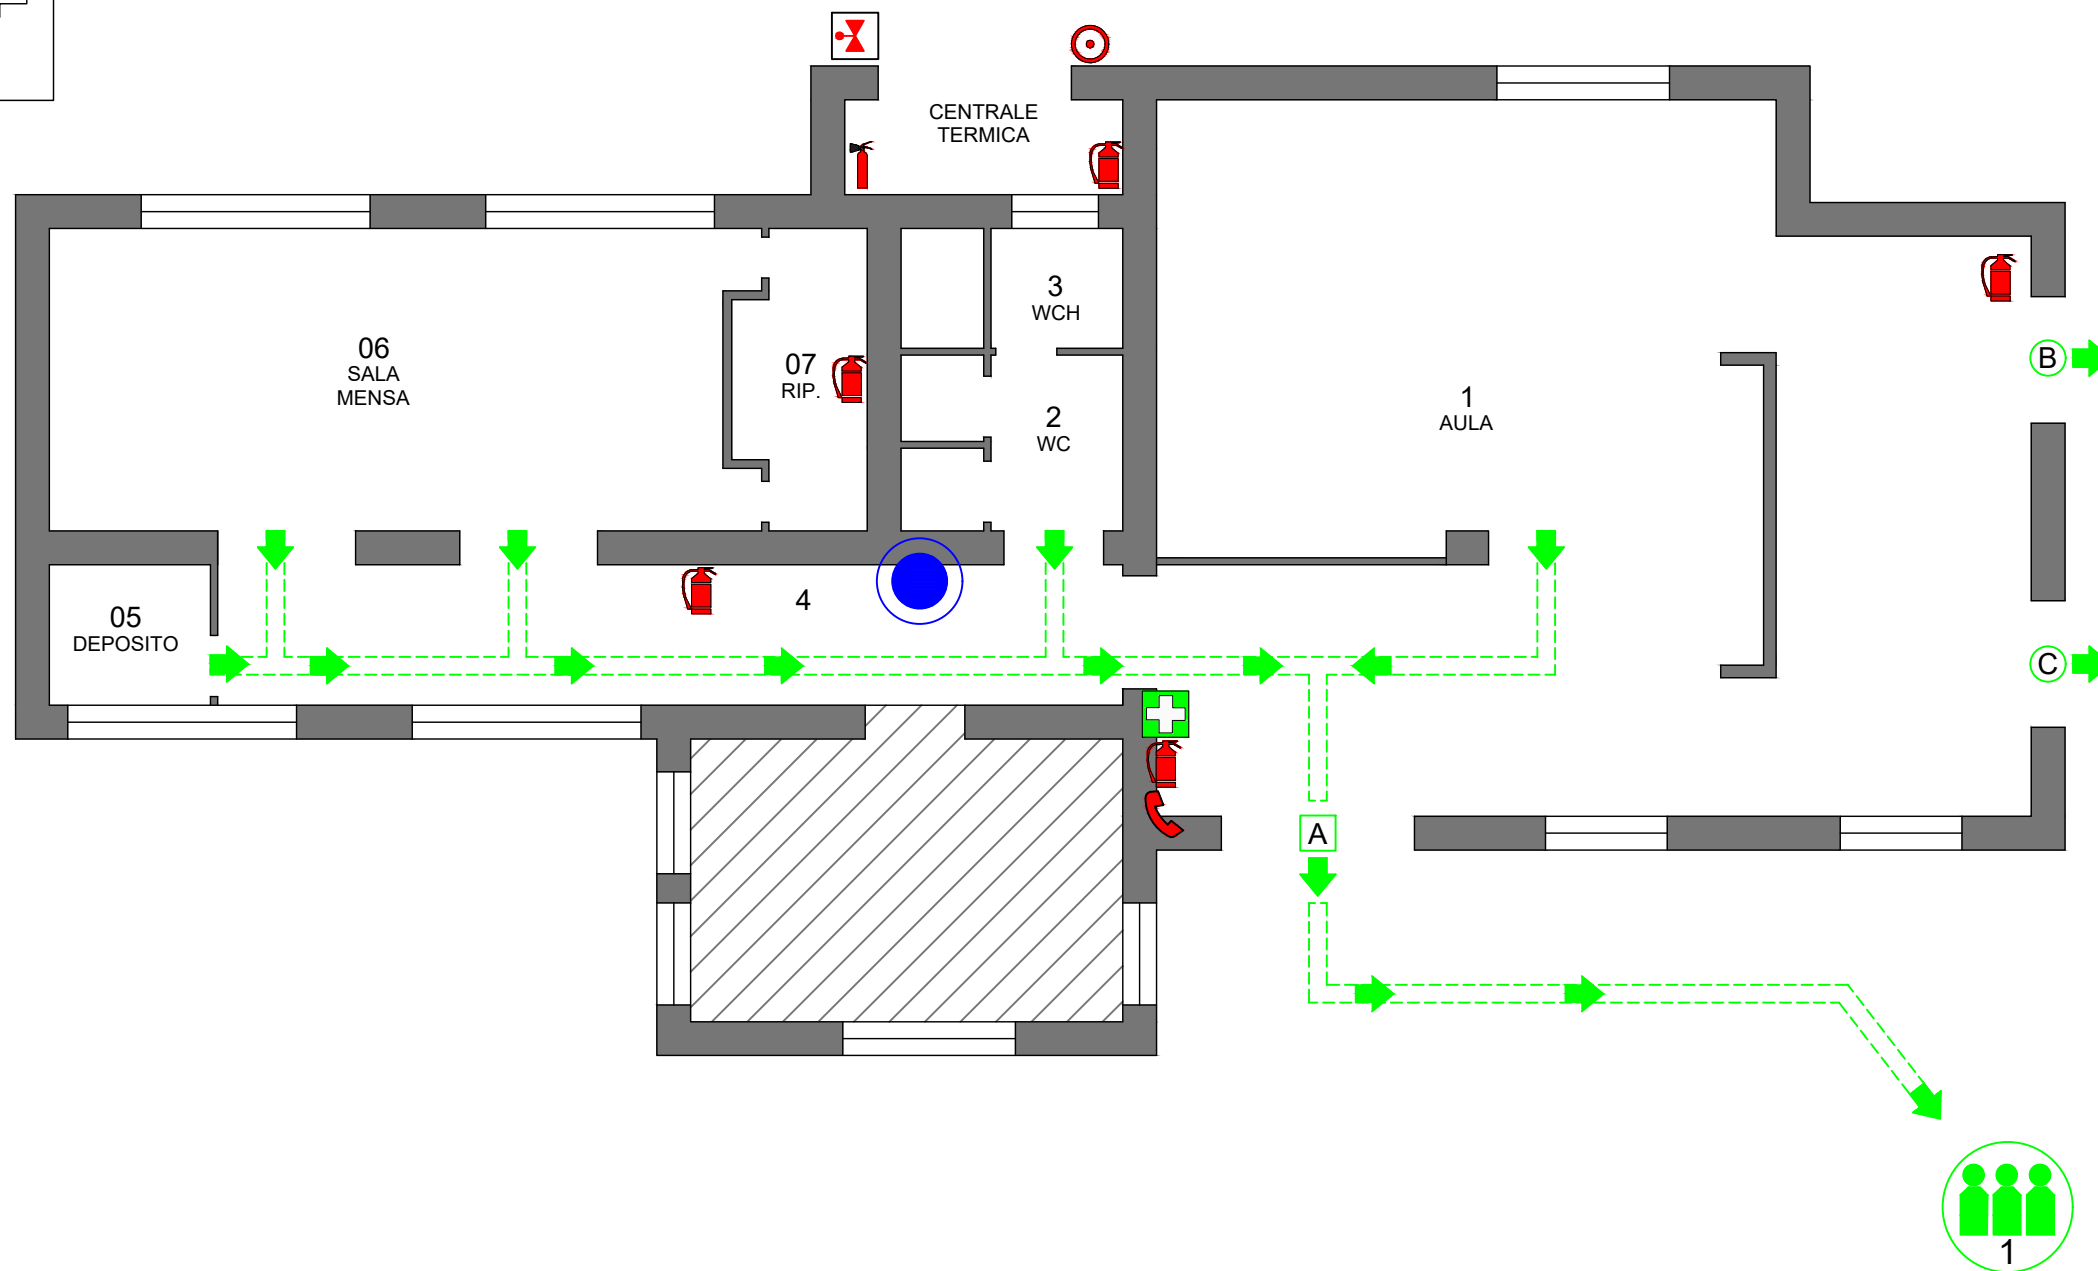 CENTRALE
TERMICA
3
WCH
06
SALA
MENSA
07
RIP.
2
WC
1
AULA
B
05
DEPOSITO
4
C
A
1